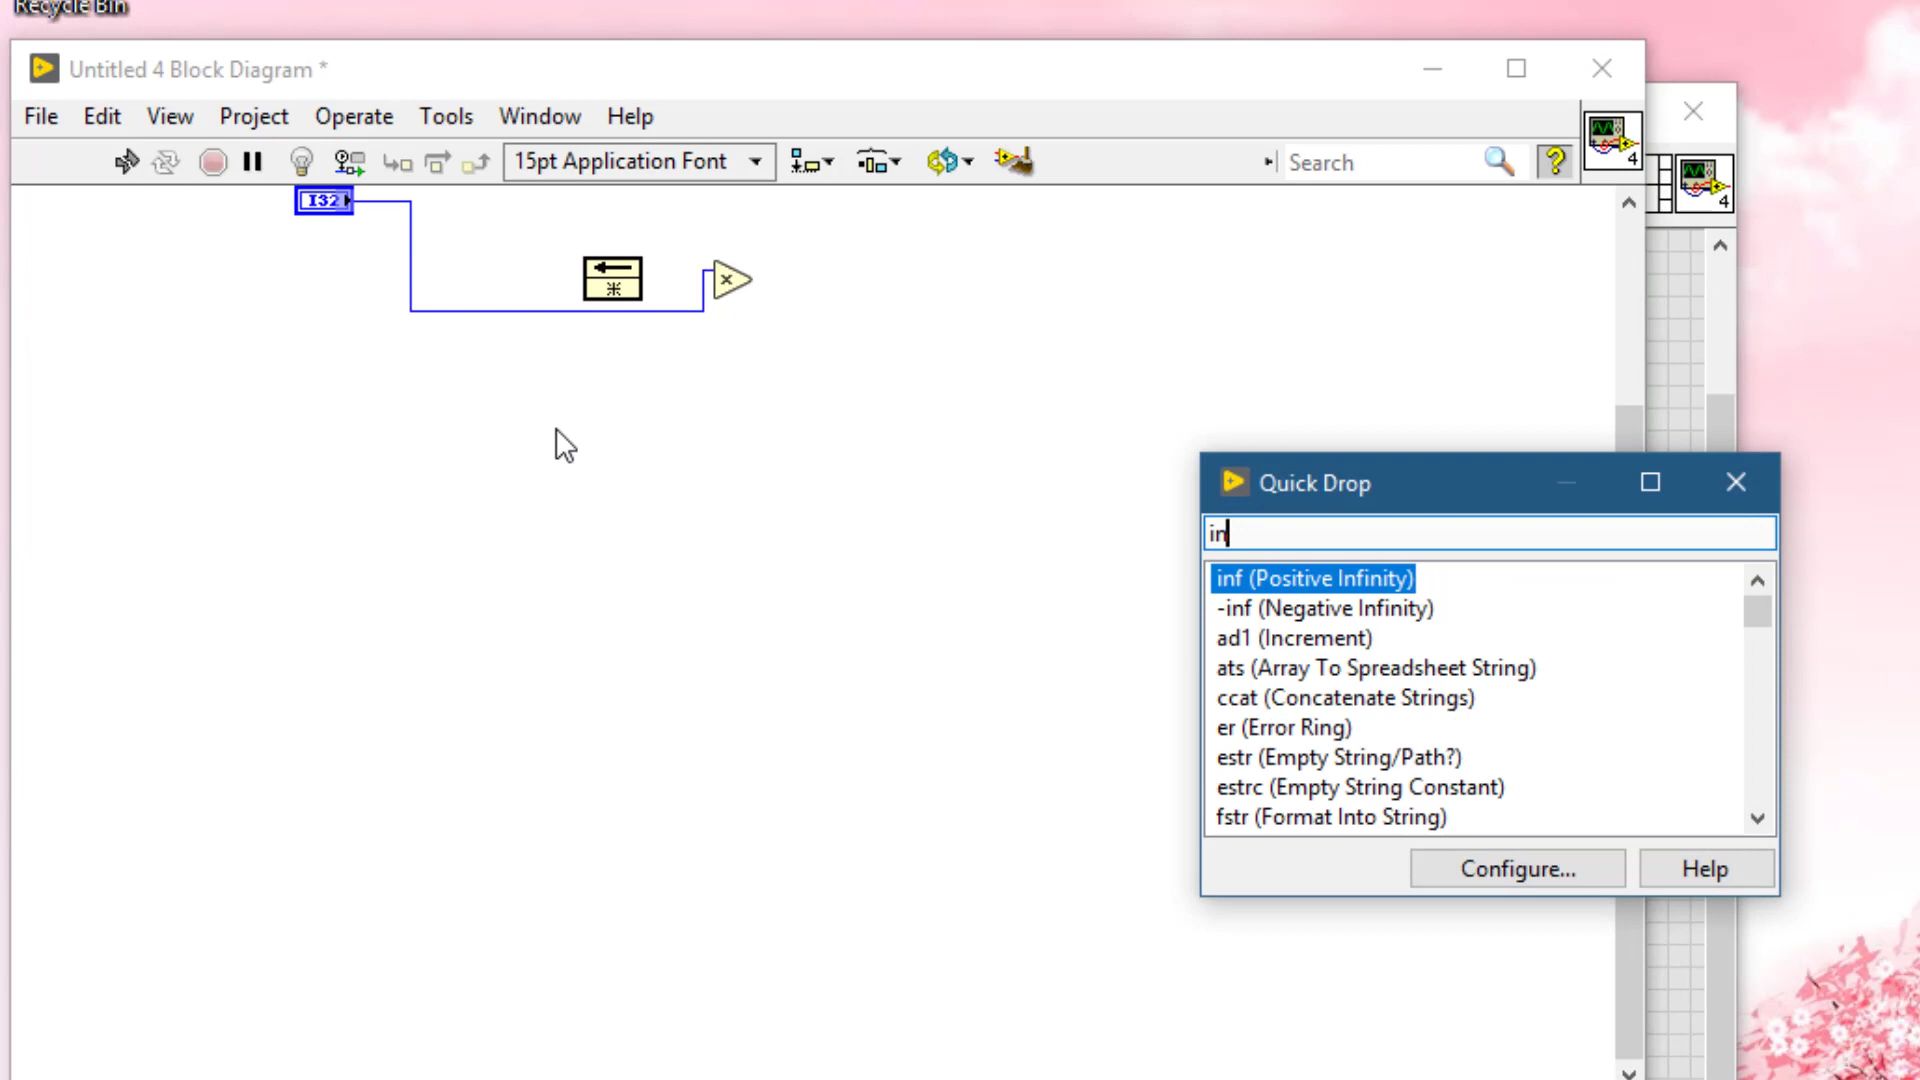 Recycle Bin
Untitled 4 Block Diagram *
File Edit View Project Operate Tools Window Help
15pt Application Font
Search
4
4
I32
×
Quick Drop
in
inf (Positive Infinity)
-inf (Negative Infinity)
ad1 (Increment)
ats (Array To Spreadsheet String)
ccat (Concatenate Strings)
er (Error Ring)
estr (Empty String/Path?)
estrc (Empty String Constant)
fstr (Format Into String)
Configure... Help